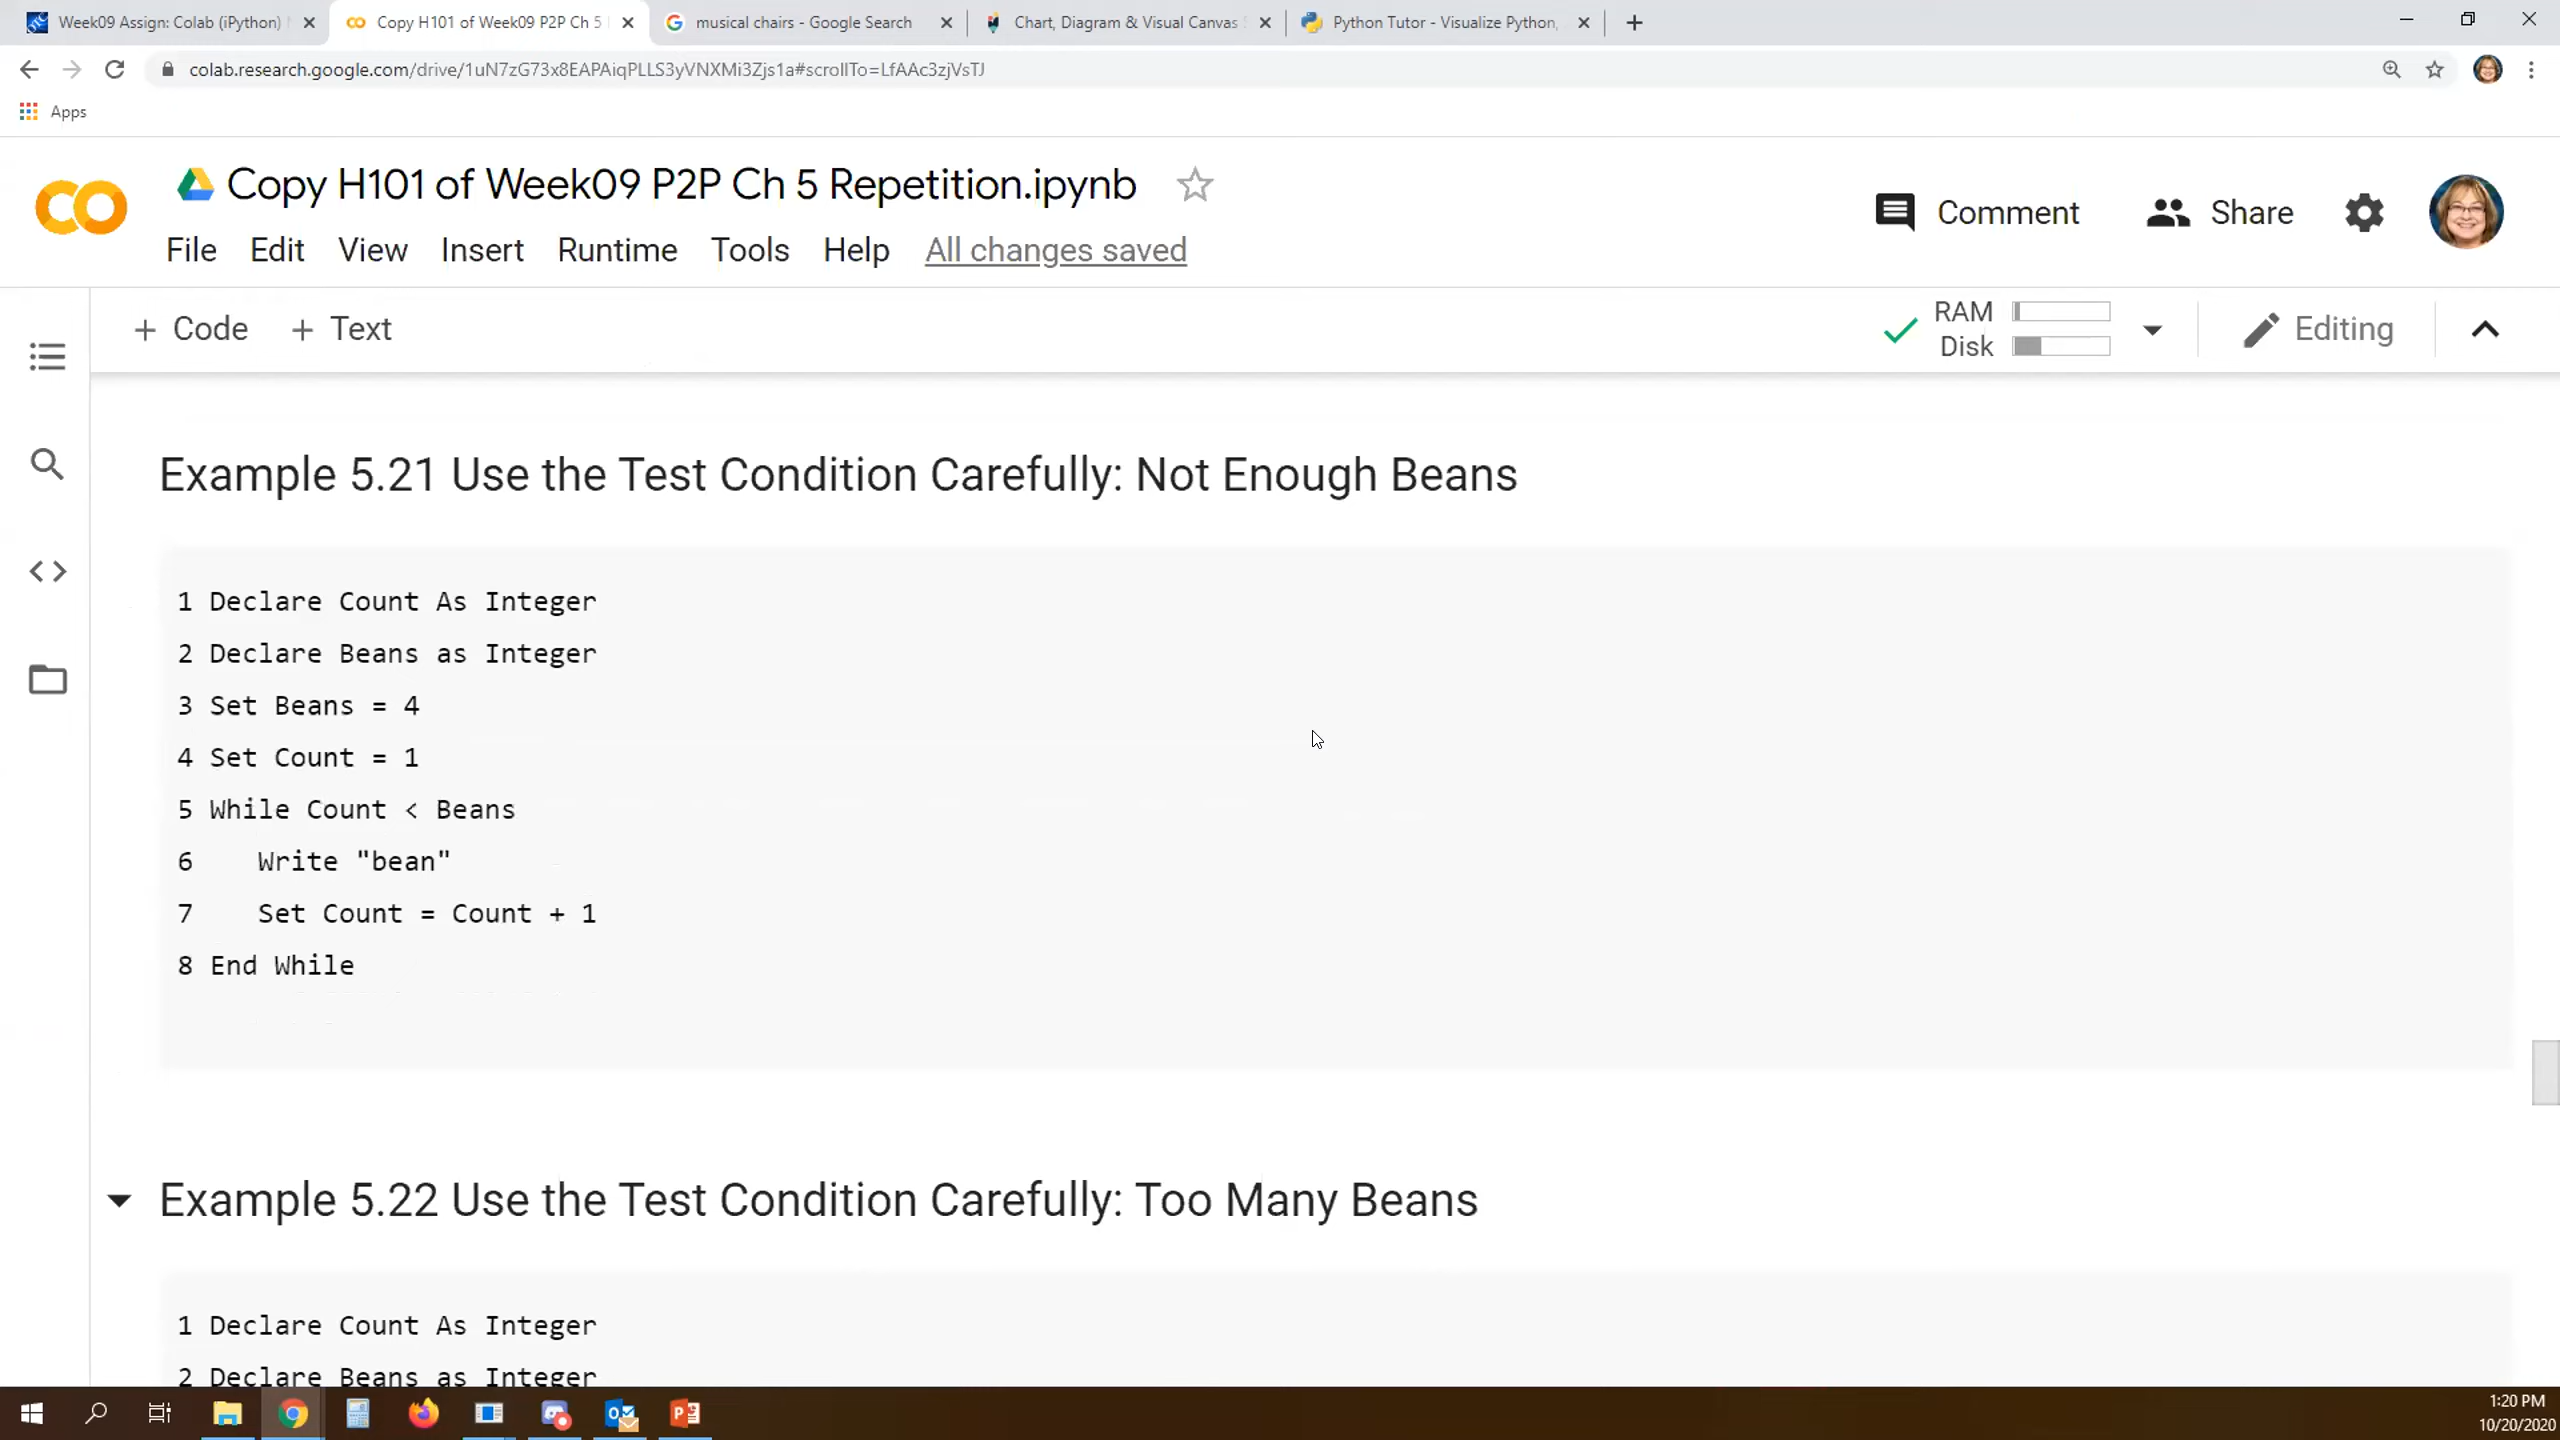 Week09 Assign: Colab (iPython)
Copy H101 of Week09 P2P Ch 5
musical chairs - Google Search
Chart, Diagram & Visual Canvas
Python Tutor - Visualize Python,
colab.research.google.com/drive/1uN7zG73x8EAPAiqPLLS3yVNXMi3Zjs1a#scrollTo=LfAAc3zjVsTJ
Apps
Copy H101 of Week09 P2P Ch 5 Repetition.ipynb
Comment
Share
File Edit View Insert Runtime Tools Help All changes saved
+ Code + Text
RAM
Disk
Editing
Example 5.21 Use the Test Condition Carefully: Not Enough Beans
1 Declare Count As Integer
2 Declare Beans as Integer
3 Set Beans = 4
4 Set Count = 1
5 While Count < Beans
6    Write "bean"
7    Set Count = Count + 1
8 End While
Example 5.22 Use the Test Condition Carefully: Too Many Beans
1 Declare Count As Integer
2 Declare Beans as Integer
1:20 PM
10/20/2020